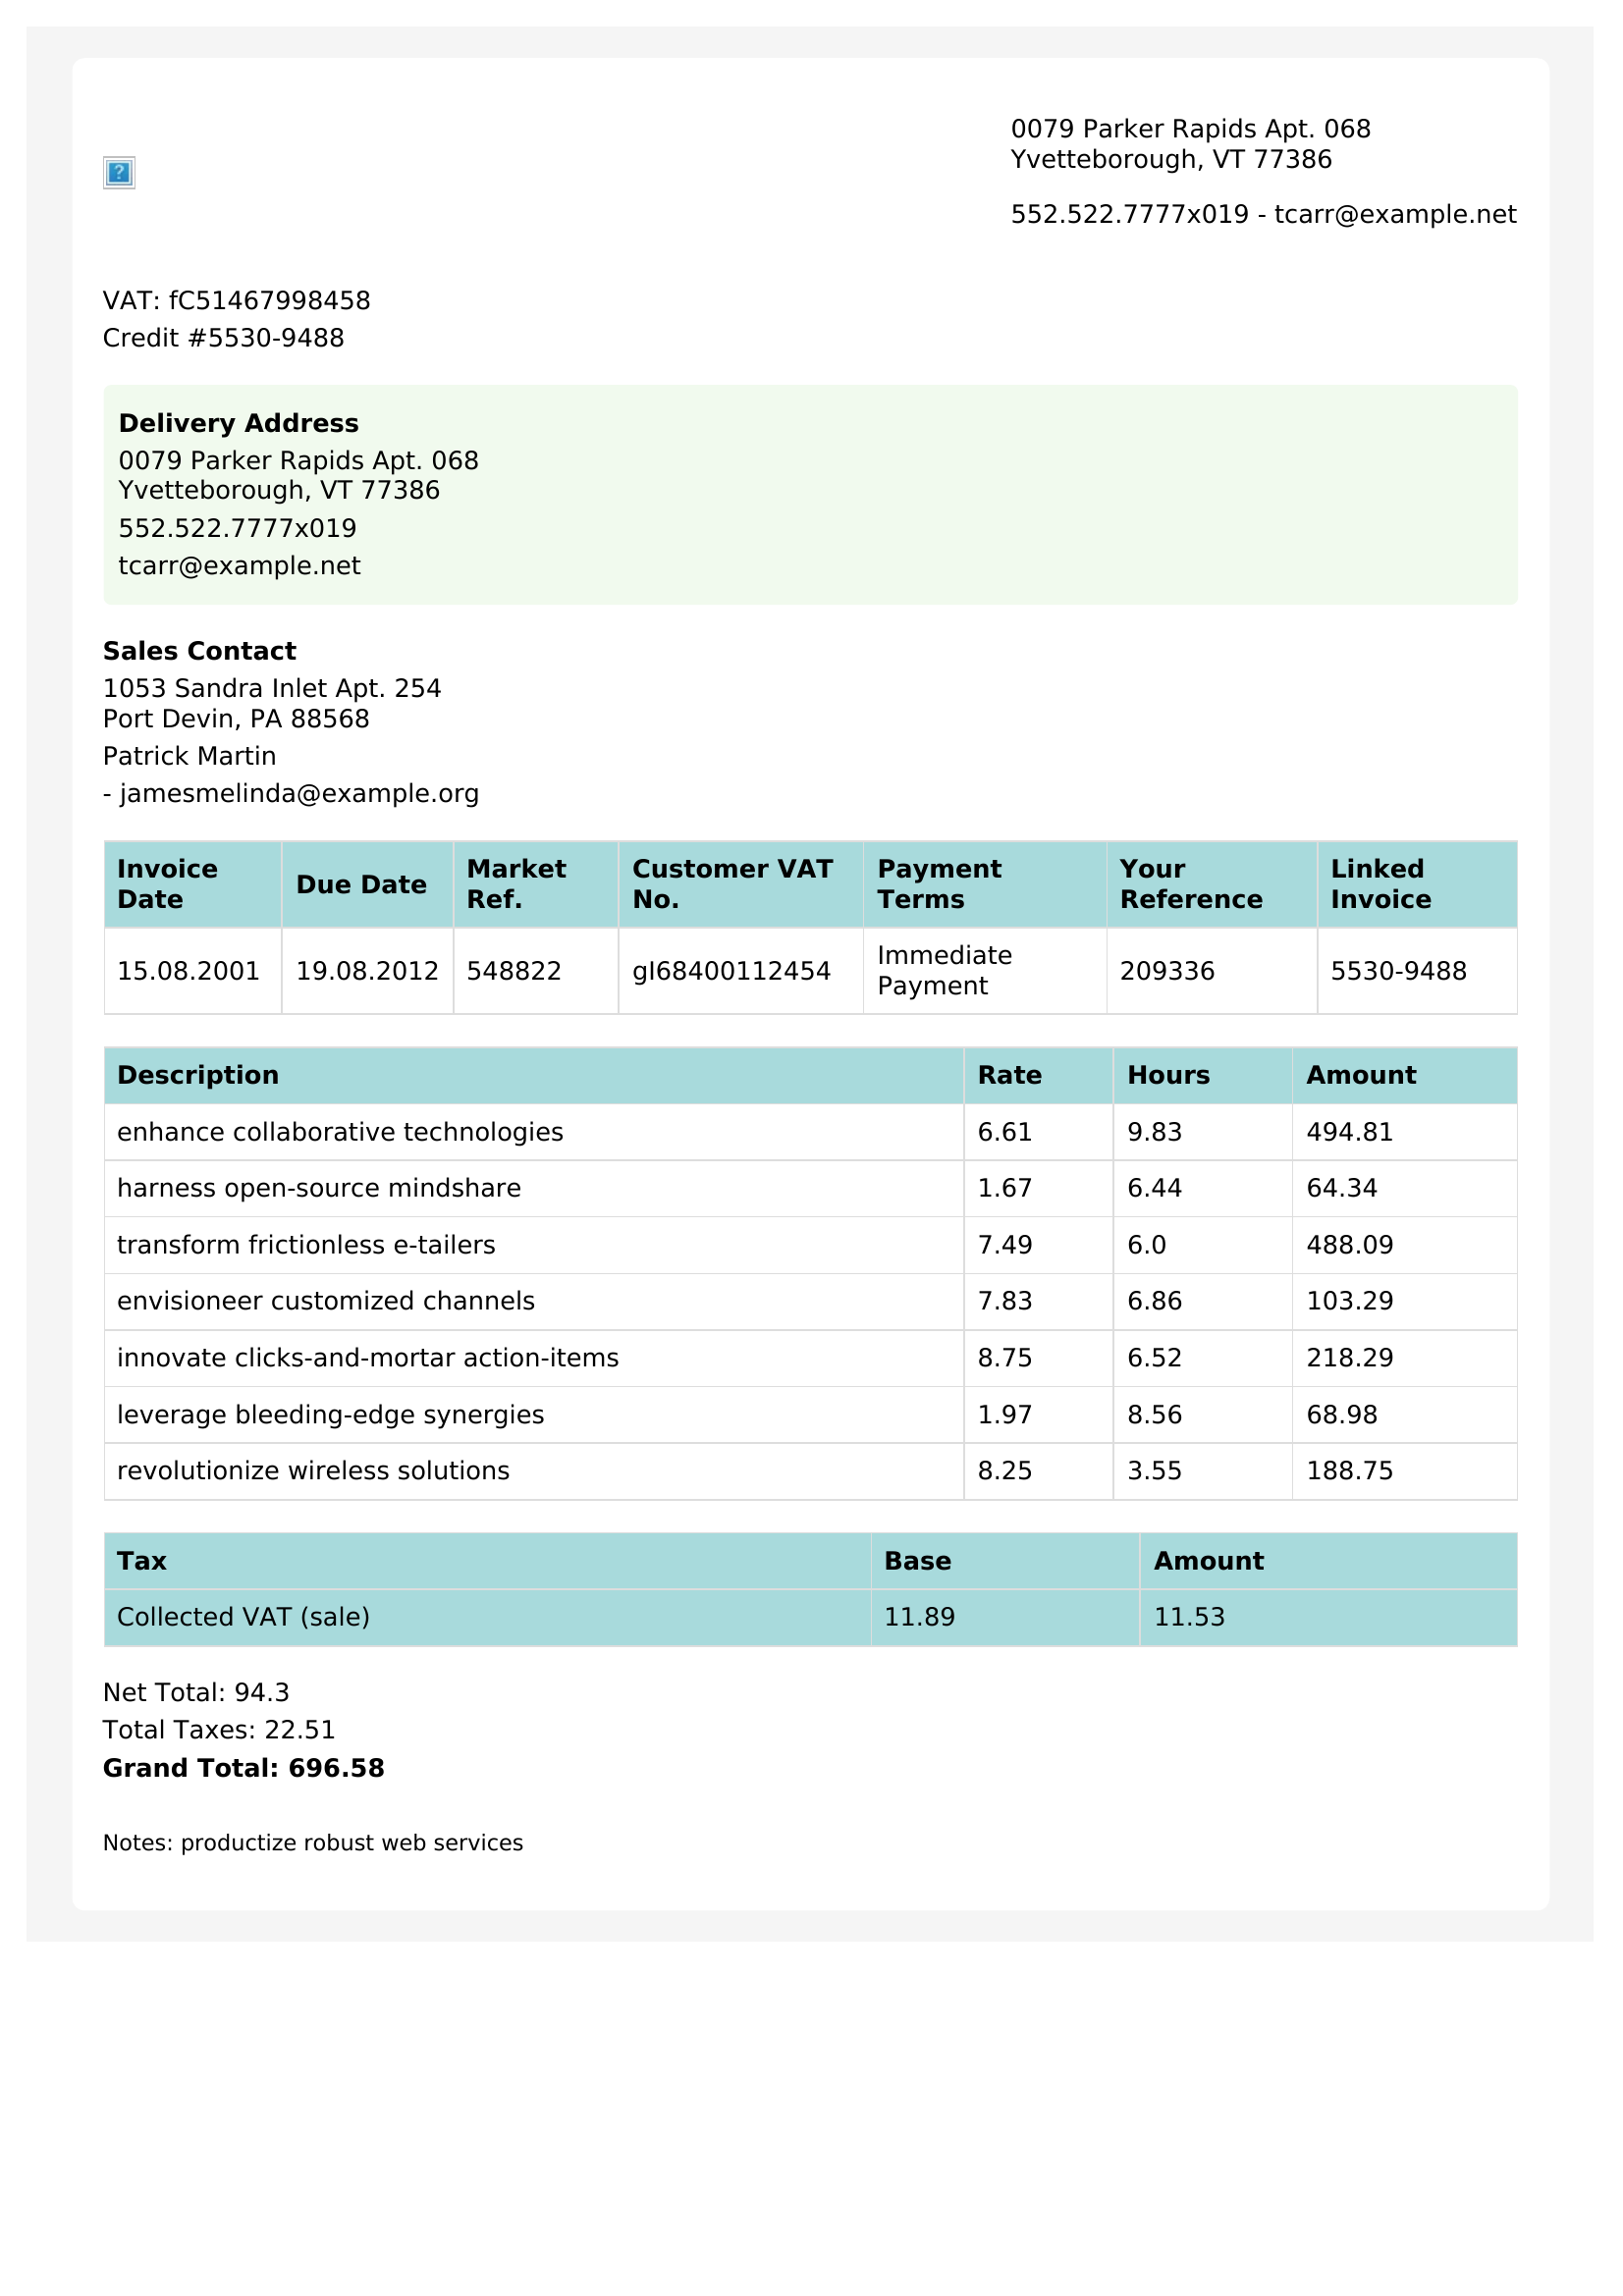 0079 Parker Rapids Apt. 068
Yvetteborough, VT 77386
552.522.7777x019 - tcarr@example.net
VAT: fC51467998458
Credit #5530-9488
Delivery Address
0079 Parker Rapids Apt. 068
Yvetteborough, VT 77386
552.522.7777x019
tcarr@example.net
Sales Contact
1053 Sandra Inlet Apt. 254
Port Devin, PA 88568
Patrick Martin
- jamesmelinda@example.org
Invoice Date Due Date Market Ref. Customer VAT No. Payment Terms Your Reference Linked Invoice
15.08.2001 19.08.2012 548822 gI68400112454 Immediate Payment 209336 5530-9488
Description Rate Hours Amount
enhance collaborative technologies 6.61 9.83 494.81
harness open-source mindshare 1.67 6.44 64.34
transform frictionless e-tailers 7.49 6.0 488.09
envisioneer customized channels 7.83 6.86 103.29
innovate clicks-and-mortar action-items 8.75 6.52 218.29
leverage bleeding-edge synergies 1.97 8.56 68.98
revolutionize wireless solutions 8.25 3.55 188.75
Tax Base Amount
Collected VAT (sale) 11.89 11.53
Net Total: 94.3
Total Taxes: 22.51
Grand Total: 696.58
Notes: productize robust web services